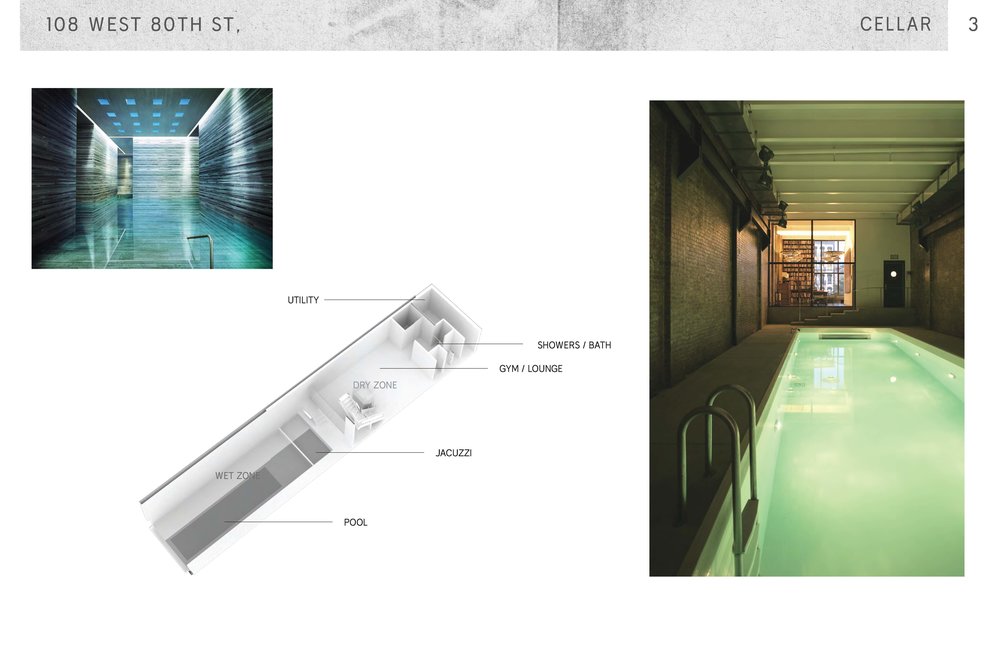 108 WEST 80TH ST,
CELLAR 3
UTILITY
SHOWERS / BATH
GYM / LOUNGE
DRY ZONE
JACUZZI
WET ZONE
POOL